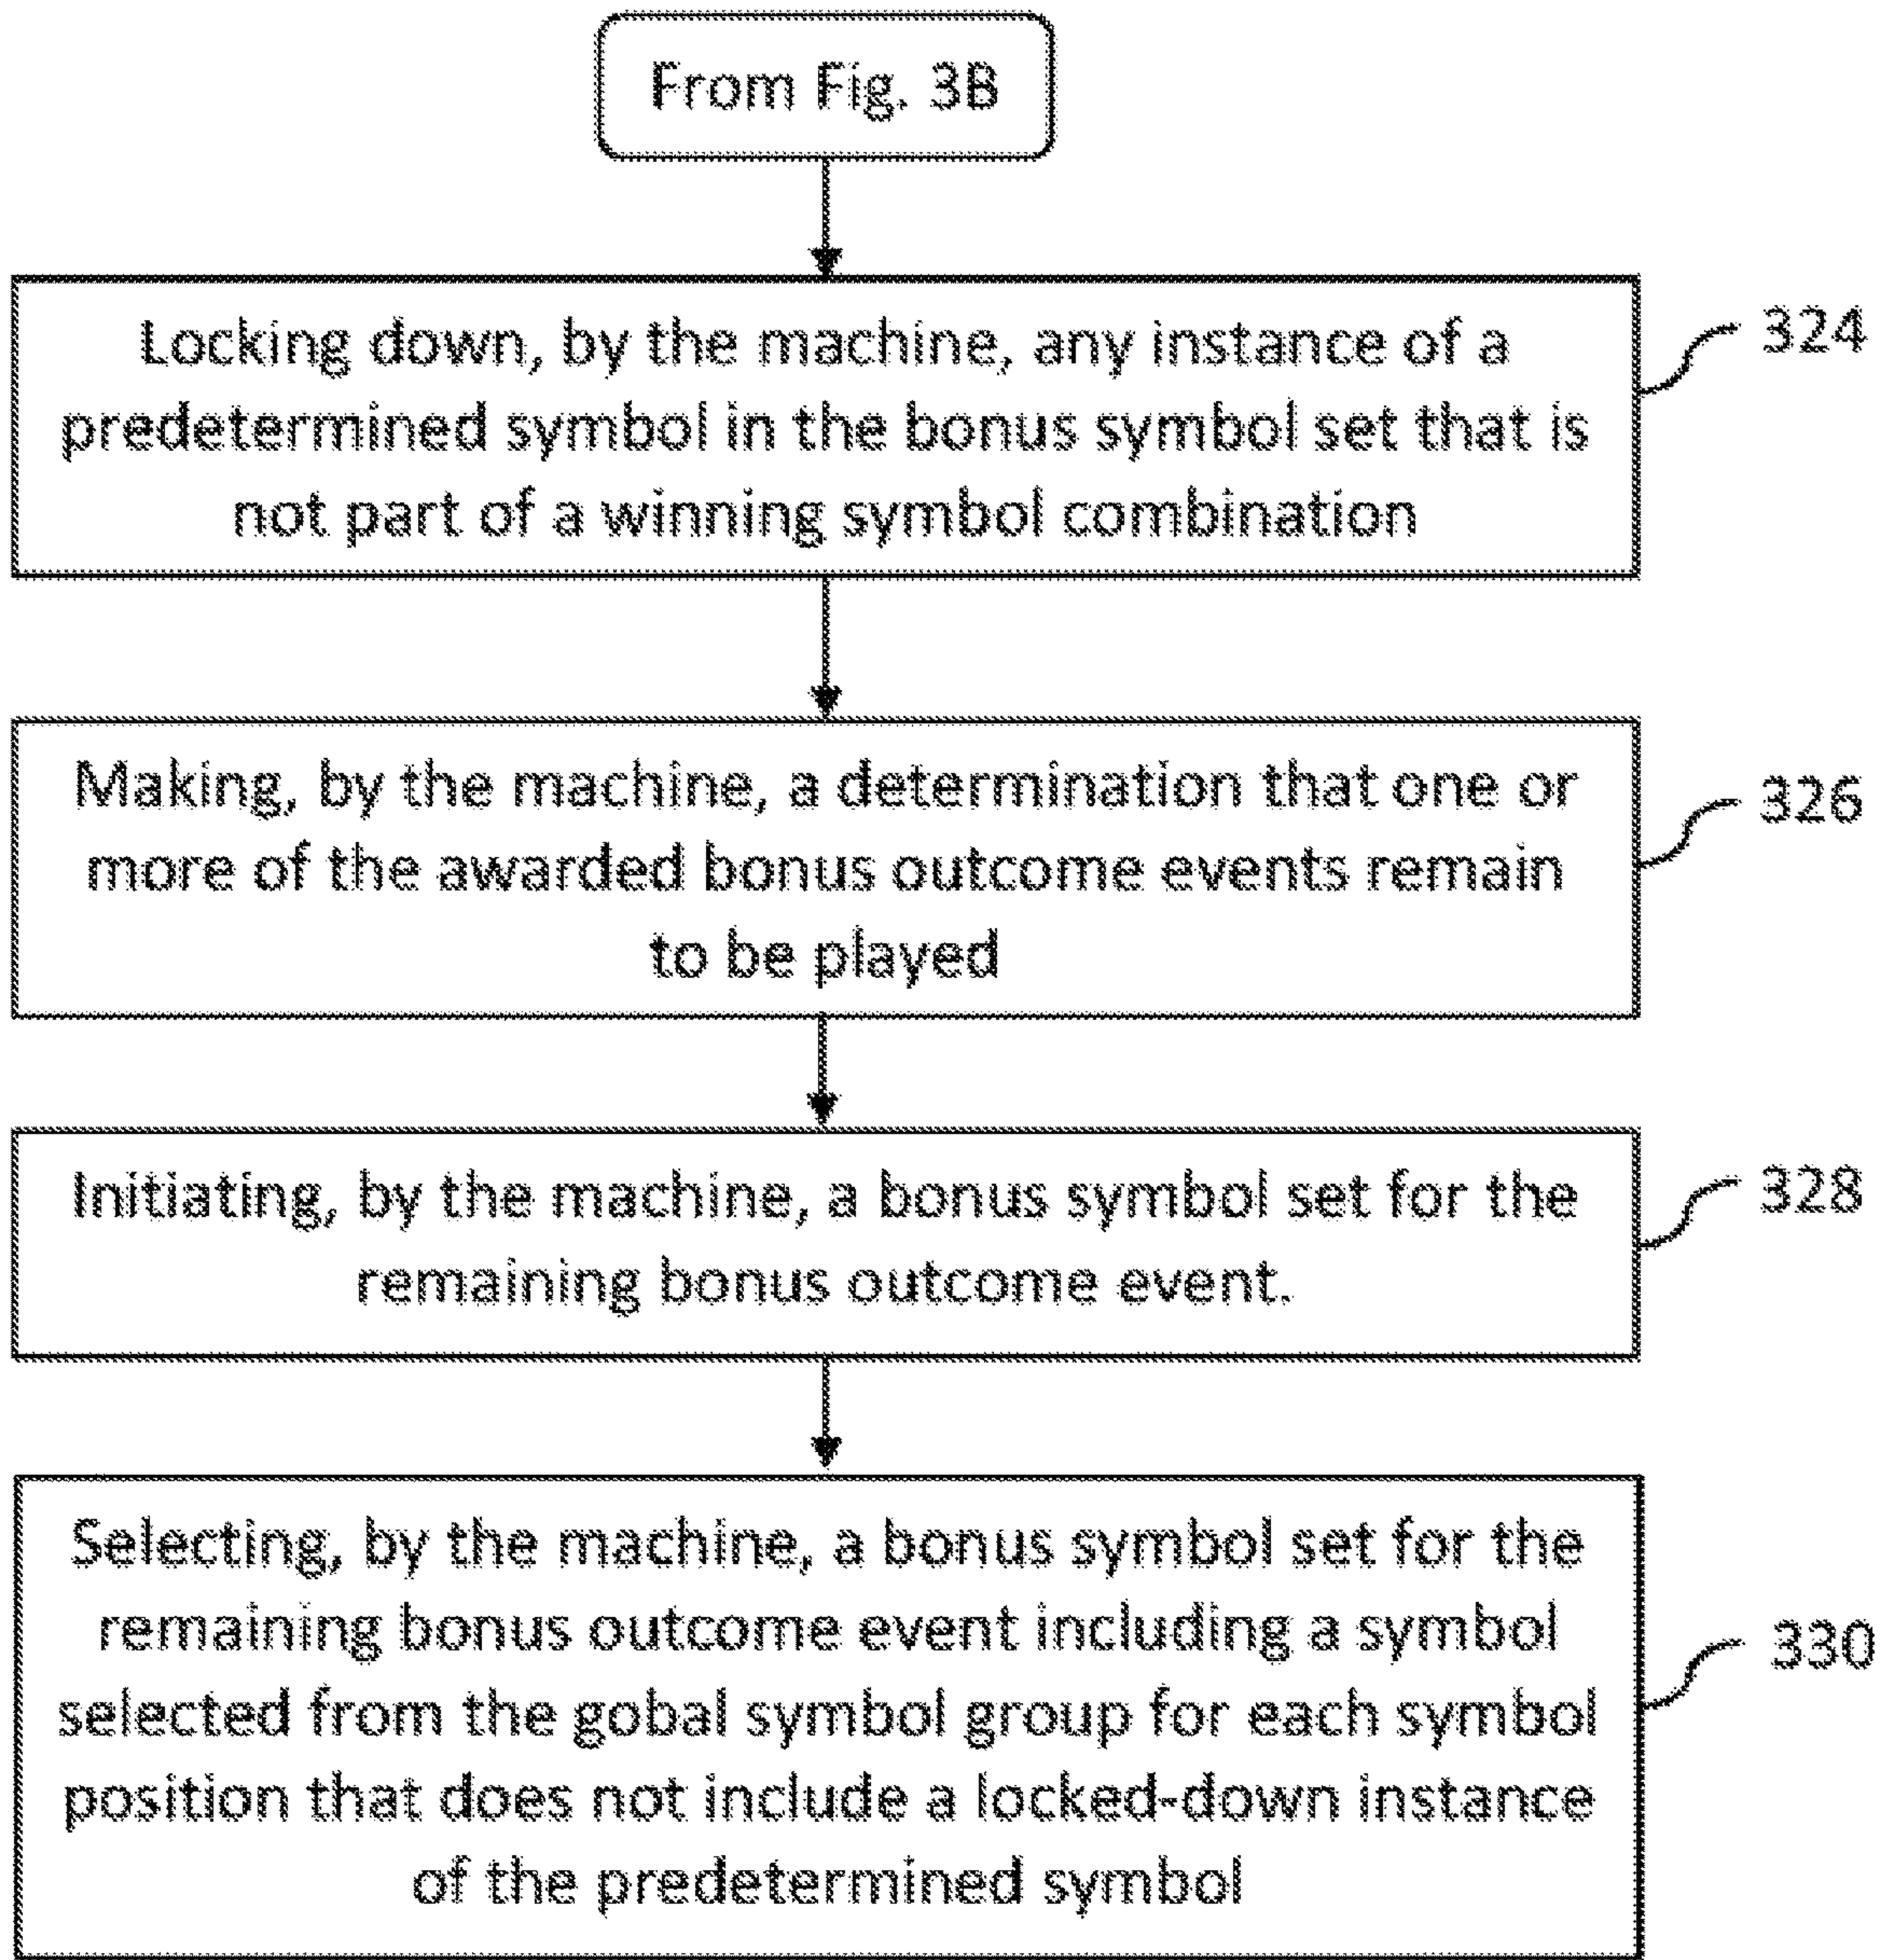 From Fig. 3B
Locking down, by the machine, any instance of a
predetermined symbol in the bonus symbol set that is
not part of a winning symbol combination
324
Making, by the machine, a determination that one or
more of the awarded bonus outcome events remain
to be played
326
Initiating, by the machine, a bonus symbol set for the
remaining bonus outcome event.
328
Selecting, by the machine, a bonus symbol set for the
remaining bonus outcome event including a symbol
selected from the gobal symbol group for each symbol
position that does not include a locked-down instance
of the predetermined symbol
330